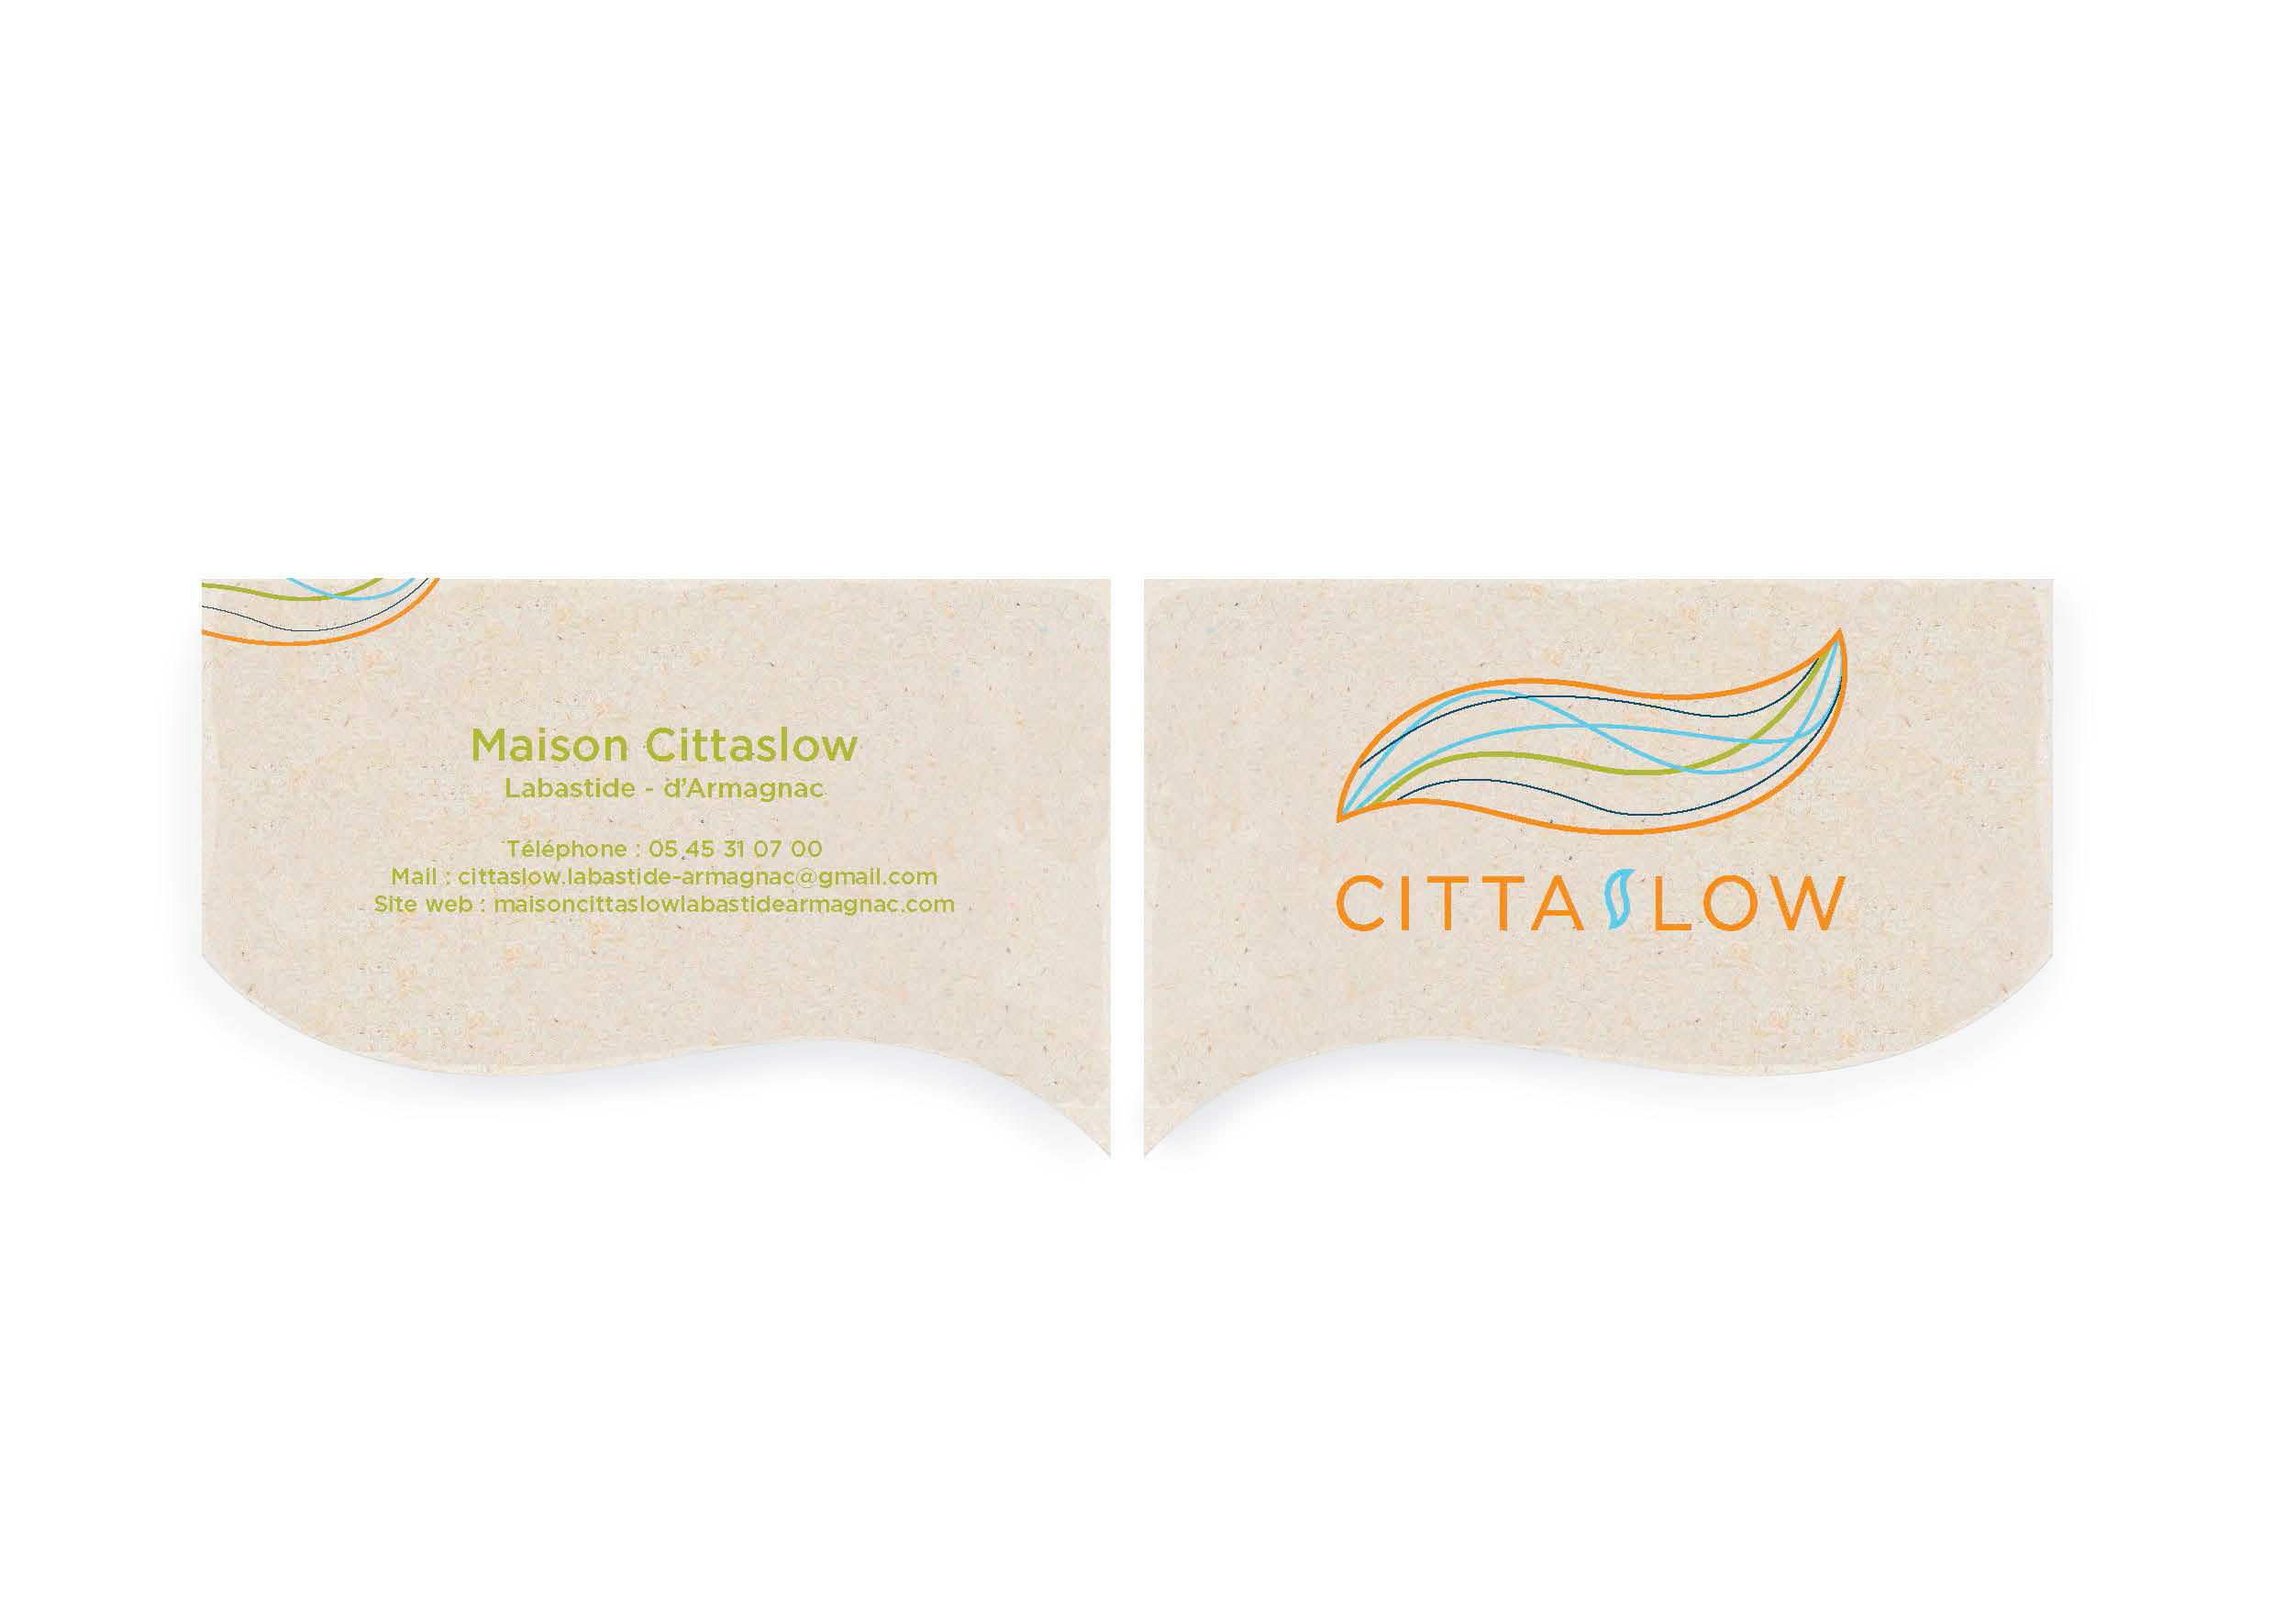 Maison Cittaslow
Labastide - d'Armagnac
Téléphone : 05 45 31 07 00
Mail : cittaslow.labastide-armagnac@gmail.com
Site web : maisoncittaslowlabastidearmagnac.com
CITTASLOW